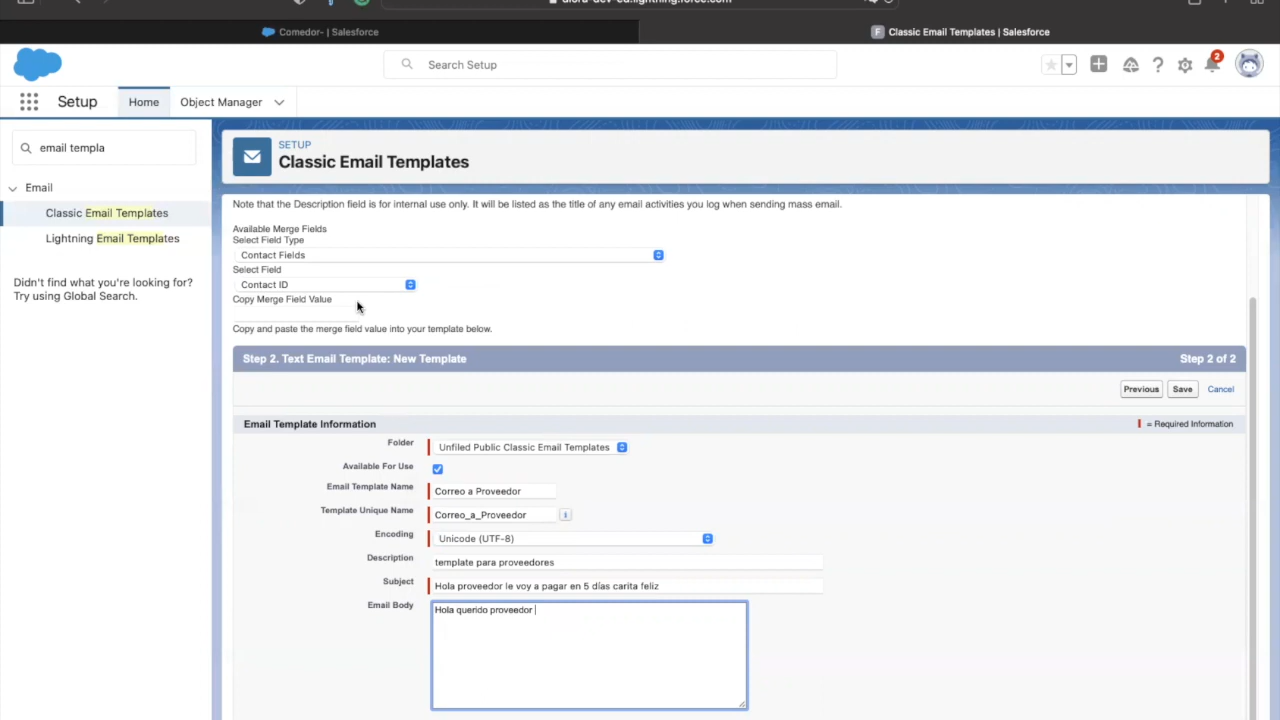 Comedor- | Salesforce
Classic Email Templates | Salesforce
Search Setup
2
Setup
Home
Object Manager
email templa
Email
Classic Email Templates
Lightning Email Templates
Didn't find what you're looking for?
Try using Global Search.
SETUP
Classic Email Templates
Note that the Description field is for internal use only. It will be listed as the title of any email activities you log when sending mass email.
Available Merge Fields
Select Field Type
Contact Fields
Select Field
Contact ID
Copy Merge Field Value
Copy and paste the merge field value into your template below.
Step 2. Text Email Template: New Template
Step 2 of 2
Previous
Save
Cancel
Email Template Information
= Required Information
Folder
Unfiled Public Classic Email Templates
Available For Use
Email Template Name
Correo a Proveedor
Template Unique Name
Correo_a_Proveedor
i
Encoding
Unicode (UTF-8)
Description
template para proveedores
Subject
Hola proveedor le voy a pagar en 5 días carita feliz
Email Body
Hola querido proveedor